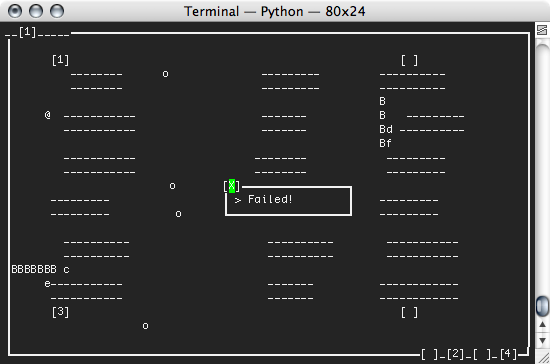 Terminal — Python — 80x24
__[1]_____
[1] [ ]
-------- o --------- ----------
-------- --------- ----------
B
@ ----------- ------- B ---------
----------- ------- Bd ----------
Bf
----------- -------- ---------
----------- -------- ---------
o [X]
> Failed!
--------- ---------
--------- o ---------
---------- ------- -----------
---------- ------- -----------
BBBBBBB c
e----------- ------- -----------
----------- ------- -----------
[3] [ ]
o
[ ]_[2]_[ ]_[4]